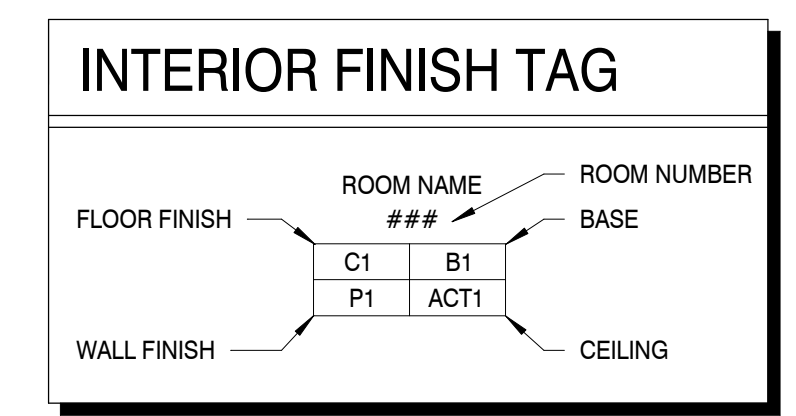 INTERIOR FINISH TAG
ROOM NAME
ROOM NUMBER
###
FLOOR FINISH
BASE
C1 B1
P1 ACT1
WALL FINISH
CEILING